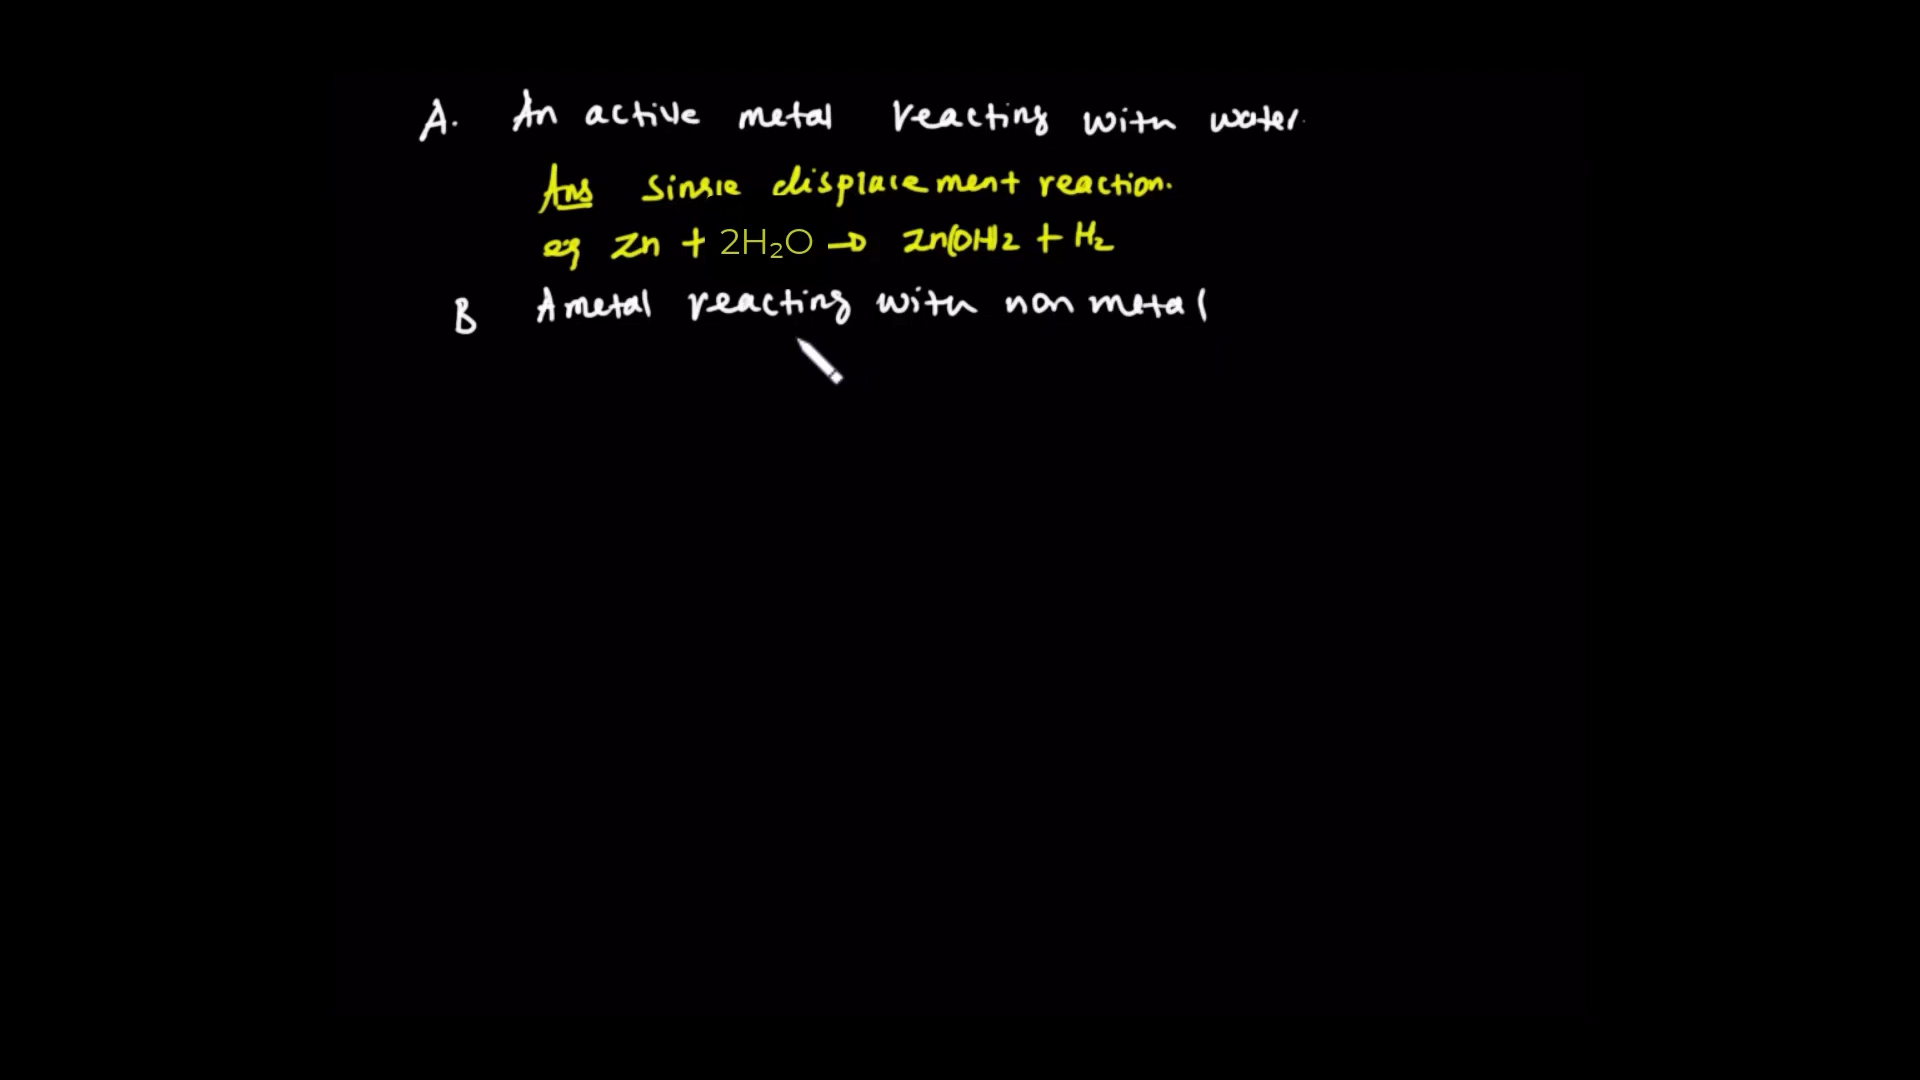 A. An active metal reacting with water.
Ans single displacement reaction.
eg Zn + 2H₂O → Zn(OH)2 + H₂
B A metal reacting with non metal